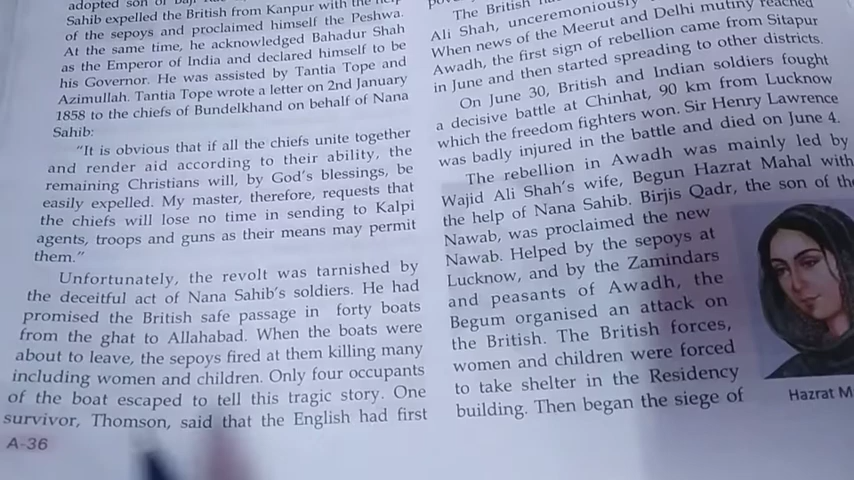 adopted son of
Sahib expelled the British from Kanpur with the help
of the sepoys and proclaimed himself the Peshwa.
At the same time, he acknowledged Bahadur Shah
as the Emperor of India and declared himself to be
his Governor. He was assisted by Tantia Tope and
Azimullah. Tantia Tope wrote a letter on 2nd January
1858 to the chiefs of Bundelkhand on behalf of Nana
Sahib:
"It is obvious that if all the chiefs unite together
and render aid according to their ability, the
remaining Christians will, by God's blessings, be
easily expelled. My master, therefore, requests that
the chiefs will lose no time in sending to Kalpi
agents, troops and guns as their means may permit
them."
Unfortunately, the revolt was tarnished by
the deceitful act of Nana Sahib's soldiers. He had
promised the British safe passage in forty boats
from the ghat to Allahabad. When the boats were
about to leave, the sepoys fired at them killing many
including women and children. Only four occupants
of the boat escaped to tell this tragic story. One
survivor, Thomson, said that the English had first
A-36
The British
Ali Shah, unceremoniously
When news of the Meerut and Delhi mutiny reached
Awadh, the first sign of rebellion came from Sitapur
in June and then started spreading to other districts.
On June 30, British and Indian soldiers fought
a decisive battle at Chinhat, 90 km from Lucknow
which the freedom fighters won. Sir Henry Lawrence
was badly injured in the battle and died on June 4.
The rebellion in Awadh was mainly led by
Wajid Ali Shah's wife, Begun Hazrat Mahal with
the help of Nana Sahib. Birjis Qadr, the son of the
Nawab, was proclaimed the new
Nawab. Helped by the sepoys at
Lucknow, and by the Zamindars
and peasants of Awadh, the
Begum organised an attack on
the British. The British forces,
women and children were forced
to take shelter in the Residency
building. Then began the siege of
Hazrat M